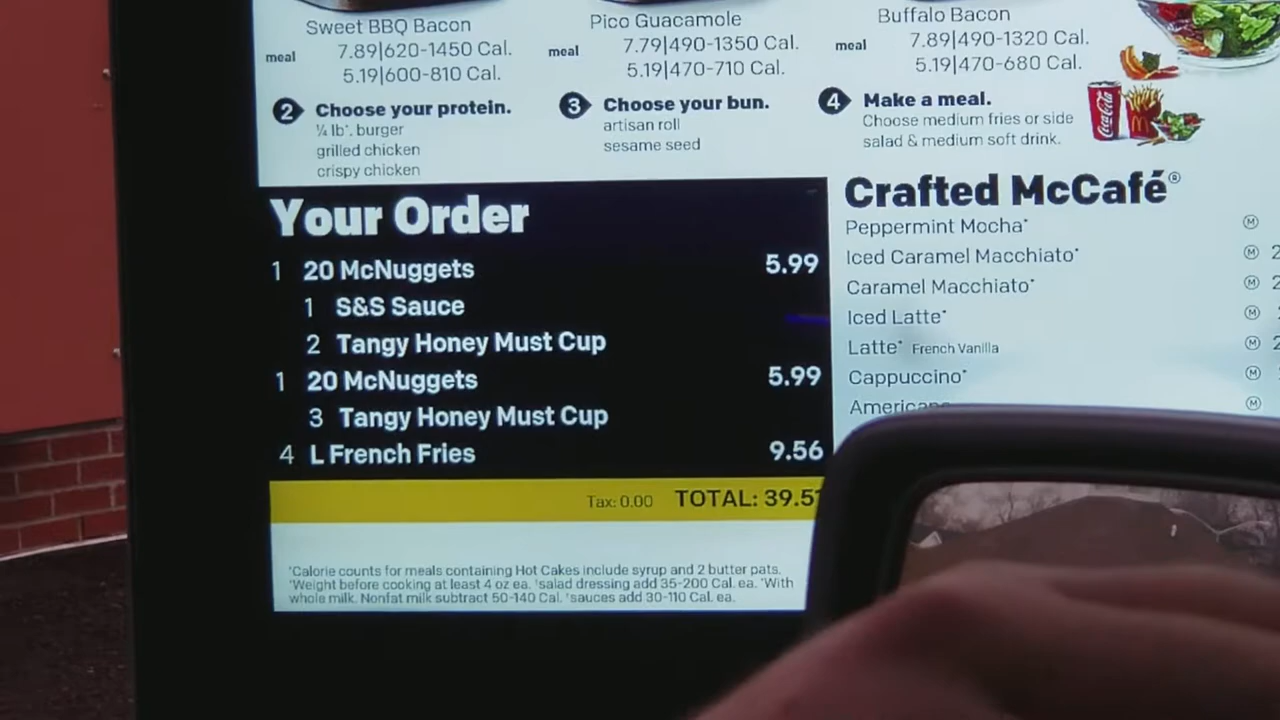 Sweet BBQ Bacon
meal 7.89|620-1450 Cal.
5.19|600-810 Cal.
Pico Guacamole
meal 7.79|490-1350 Cal.
5.19|470-710 Cal.
Buffalo Bacon
meal 7.89|490-1320 Cal.
5.19|470-680 Cal.
2 Choose your protein.
¼ lb*. burger
grilled chicken
crispy chicken
3 Choose your bun.
artisan roll
sesame seed
4 Make a meal.
Choose medium fries or side
salad & medium soft drink.
Coca-Cola
Your Order
1 20 McNuggets 5.99
1 S&S Sauce
2 Tangy Honey Must Cup
1 20 McNuggets 5.99
3 Tangy Honey Must Cup
4 L French Fries 9.56
Tax: 0.00 TOTAL: 39.51
Crafted McCafé®
Peppermint Mocha* M
Iced Caramel Macchiato* M 2
Caramel Macchiato* M 2
Iced Latte* M
Latte* French Vanilla M 2
Cappuccino* M
Americano M
*Calorie counts for meals containing Hot Cakes include syrup and 2 butter pats.
*Weight before cooking at least 4 oz ea. †salad dressing add 35-200 Cal. ea. *With
whole milk. Nonfat milk subtract 50-140 Cal. †sauces add 30-110 Cal. ea.